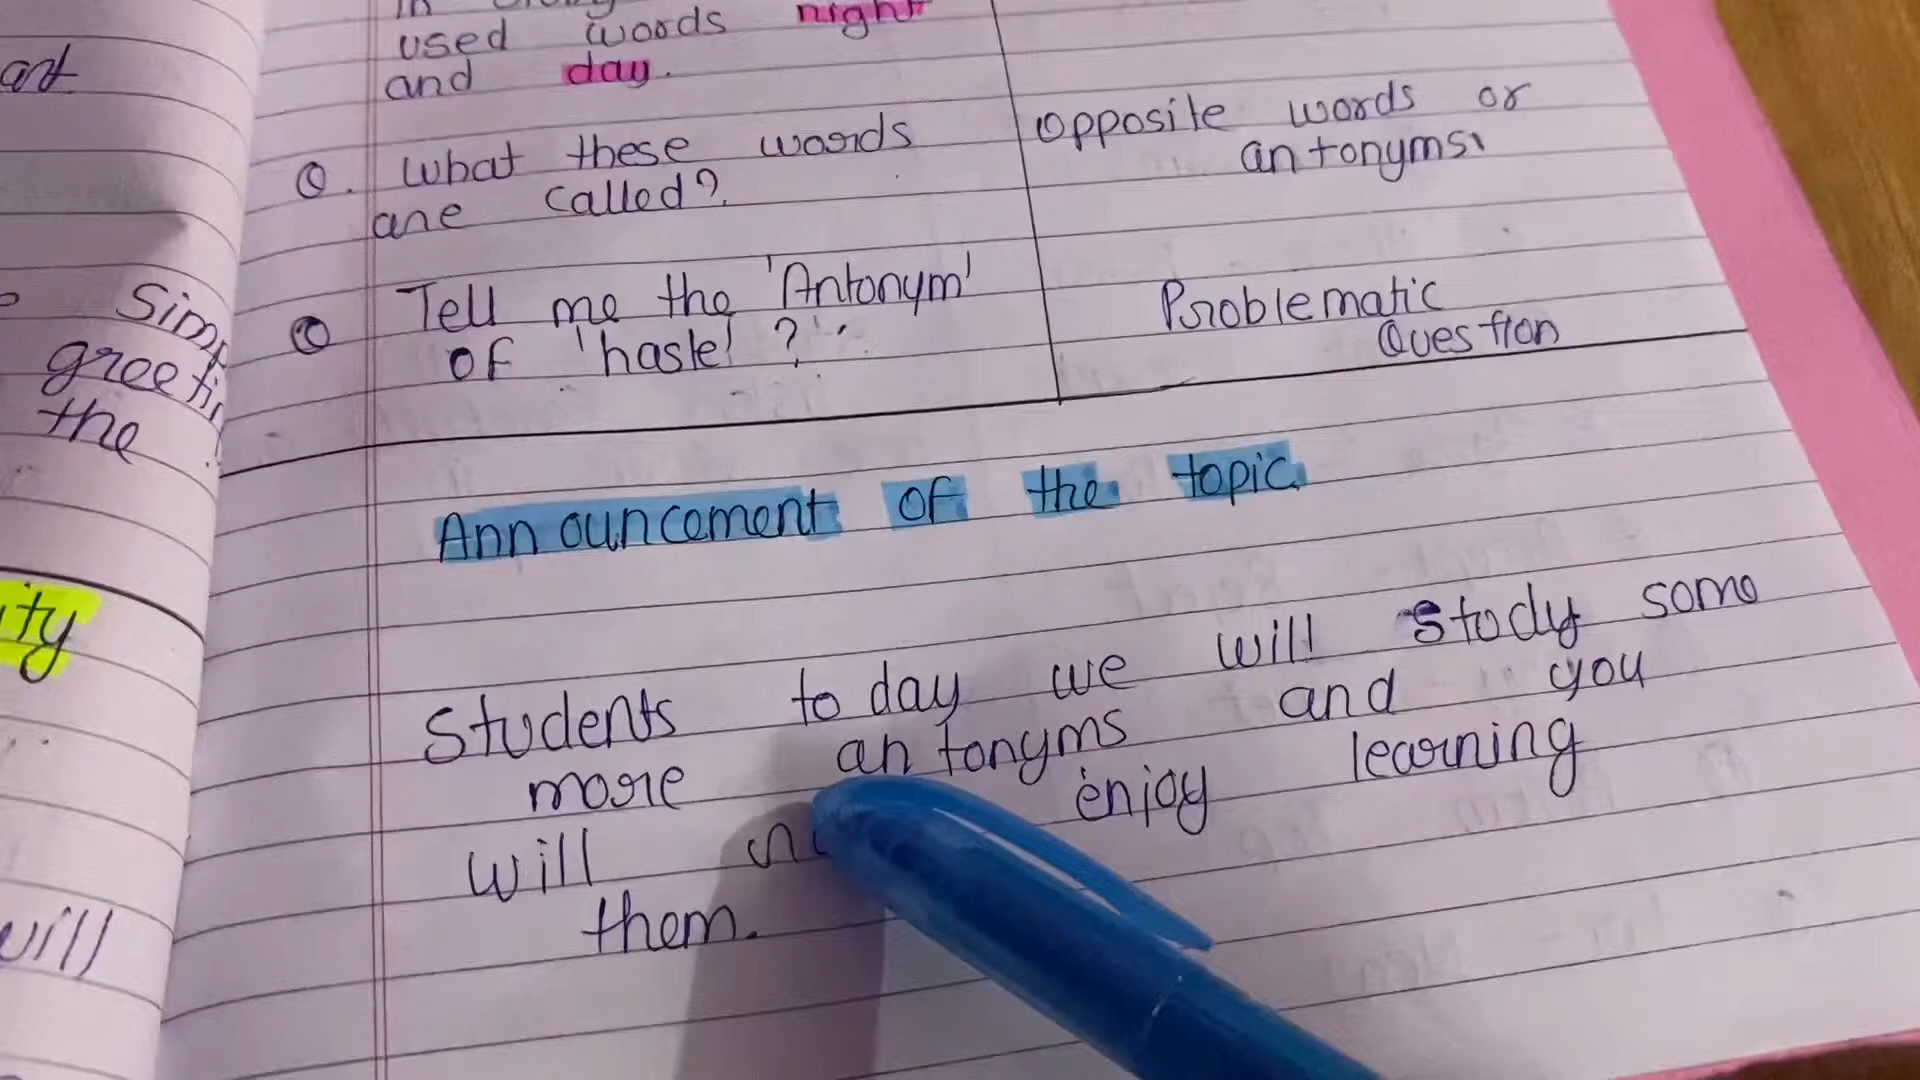 art
Sim
greeti
the
ity
will
in
used words night
and day.
Q. What these words
are called?
Opposite words or
antonyms.
Q Tell me the 'Antonym'
of 'haste' ?
Problematic
Question
Announcement of the topic.
Students today we will study some
more antonyms and you
will enjoy learning
them.